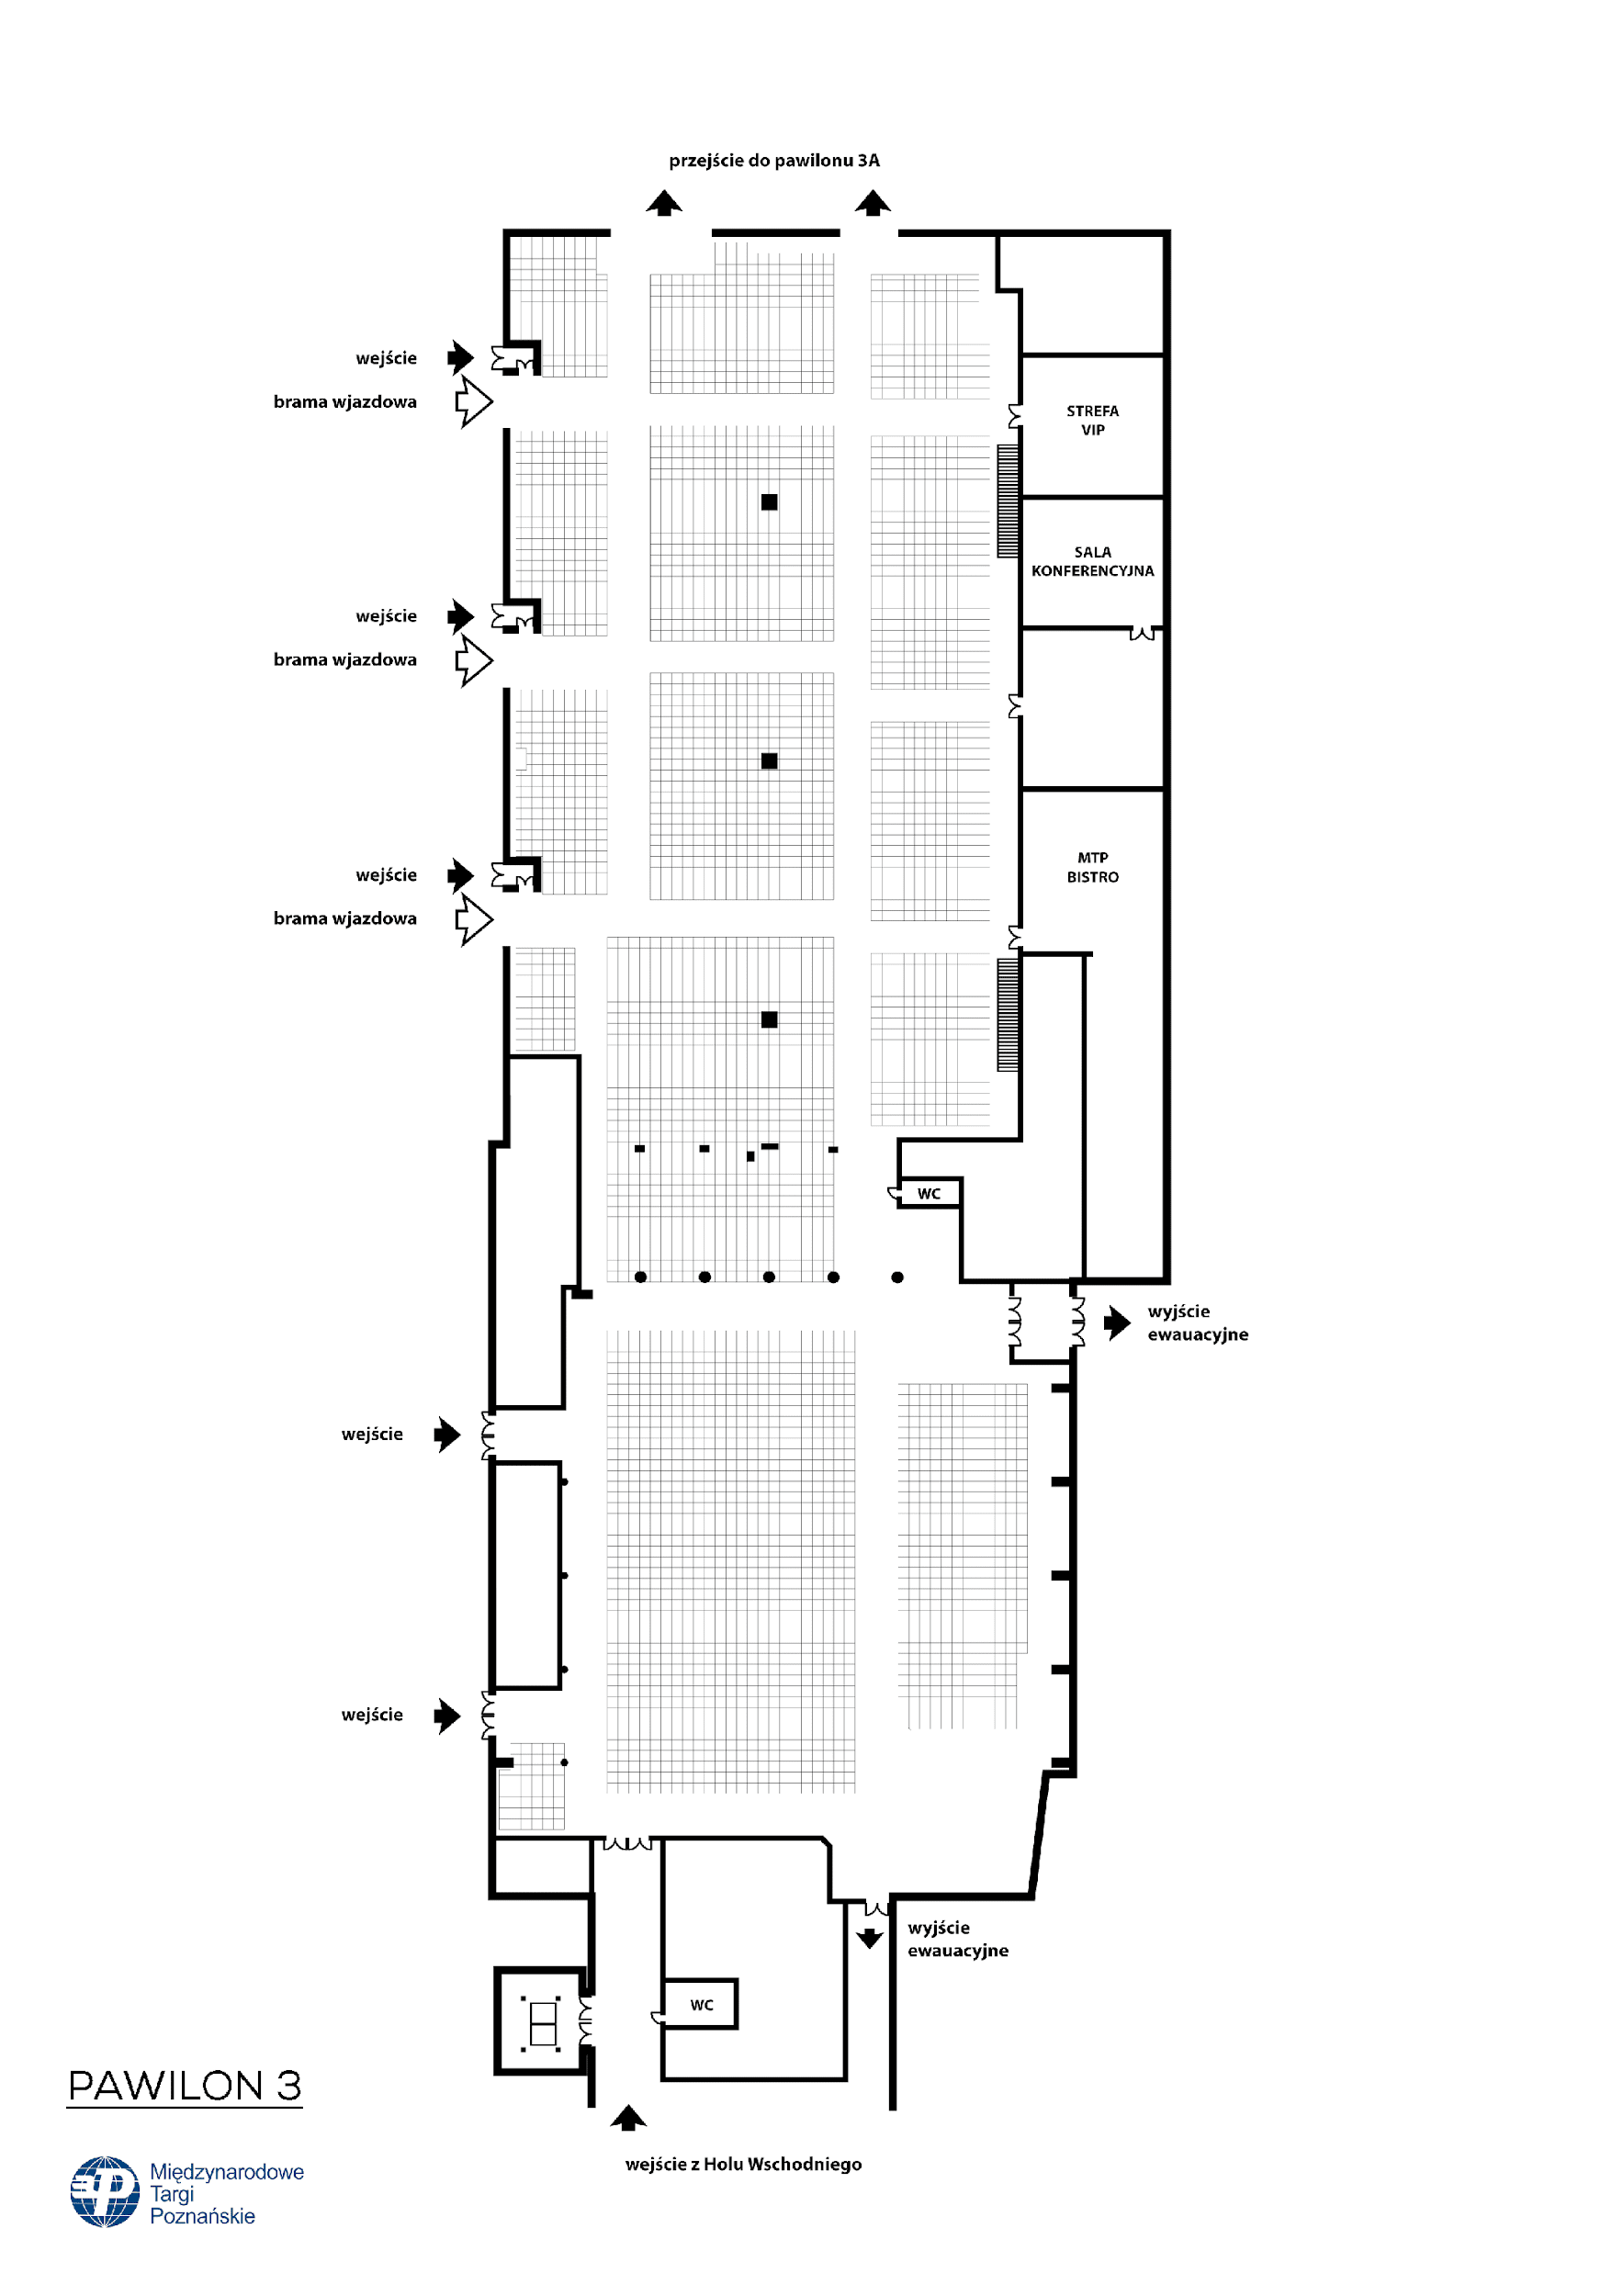 przejście do pawilonu 3A
wejście
brama wjazdowa
STREFA
VIP
SALA
KONFERENCYJNA
wejście
brama wjazdowa
MTP
BISTRO
wejście
brama wjazdowa
WC
wyjście
ewauacyjne
wejście
wejście
wyjście
ewauacyjne
WC
PAWILON 3
wejście z Holu Wschodniego
Międzynarodowe
Targi
Poznańskie